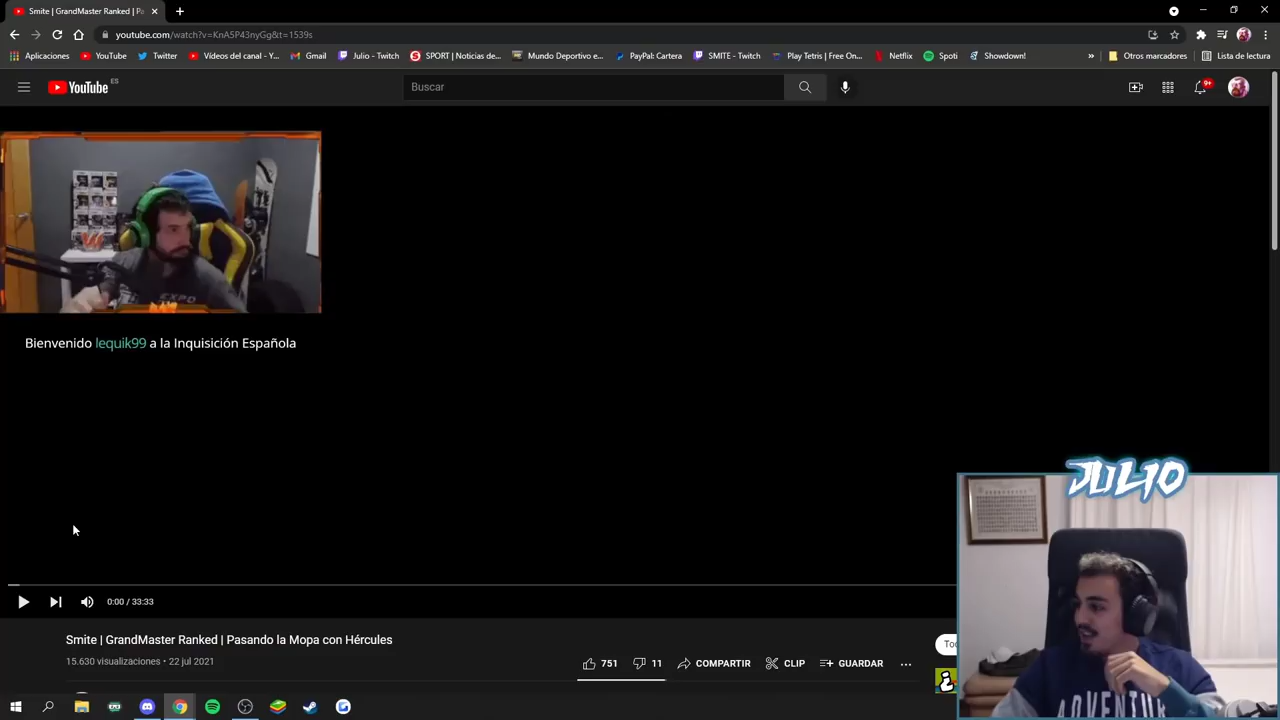 Smite | GrandMaster Ranked | P
youtube.com/watch?v=KnA5P43nyGg&t=1539s
Aplicaciones
YouTube
Twitter
Vídeos del canal - Y...
Gmail
Julio - Twitch
SPORT | Noticias de...
Mundo Deportivo e...
PayPal: Cartera
SMITE - Twitch
Play Tetris | Free On...
Netflix
Spoti
Showdown!
»
Otros marcadores
Lista de lectura
YouTube ES
Buscar
9+
EXPO
Bienvenido lequik99 a la Inquisición Española
JULIO
ADVENTUR
0:00 / 33:33
Smite | GrandMaster Ranked | Pasando la Mopa con Hércules
15.630 visualizaciones • 22 jul 2021
751
11
COMPARTIR
CLIP
GUARDAR
...